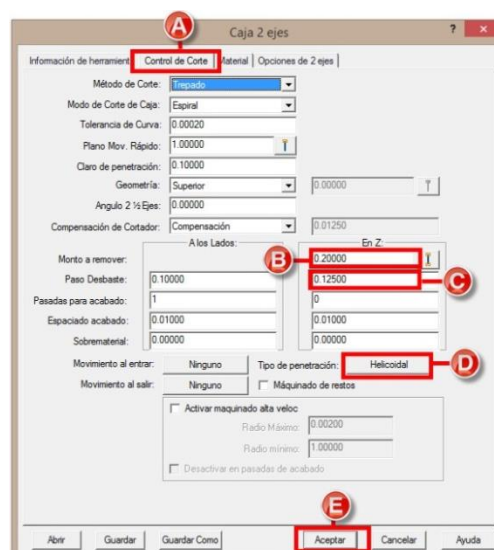 A
Caja 2 ejes ? x
Información de herramient Control de Corte Material Opciones de 2 ejes
Método de Corte: Trepado
Modo de Corte de Caja: Espiral
Tolerancia de Curva: 0.00020
Plano Mov. Rápido: 1.00000
Claro de penetración: 0.10000
Geometría: Superior 0.00000
Angulo 2 ½ Ejes: 0.00000
Compensación de Cortador: Compensación 0.01250
A los Lados: En Z:
Monto a remover: B 0.20000
Paso Desbaste: 0.10000 0.12500 C
Pasadas para acabado: 1 0
Espaciado acabado: 0.01000 0.01000
Sobrematerial: 0.00000 0.00000
Movimiento al entrar: Ninguno Tipo de penetración: Helicoidal D
Movimiento al salir: Ninguno Máquinado de restos
Activar maquinado alta veloc
Radio Máximo: 0.00200
Radio mínimo: 1.00000
Desactivar en pasadas de acabado
E
Abrir Guardar Guardar Como Aceptar Cancelar Ayuda